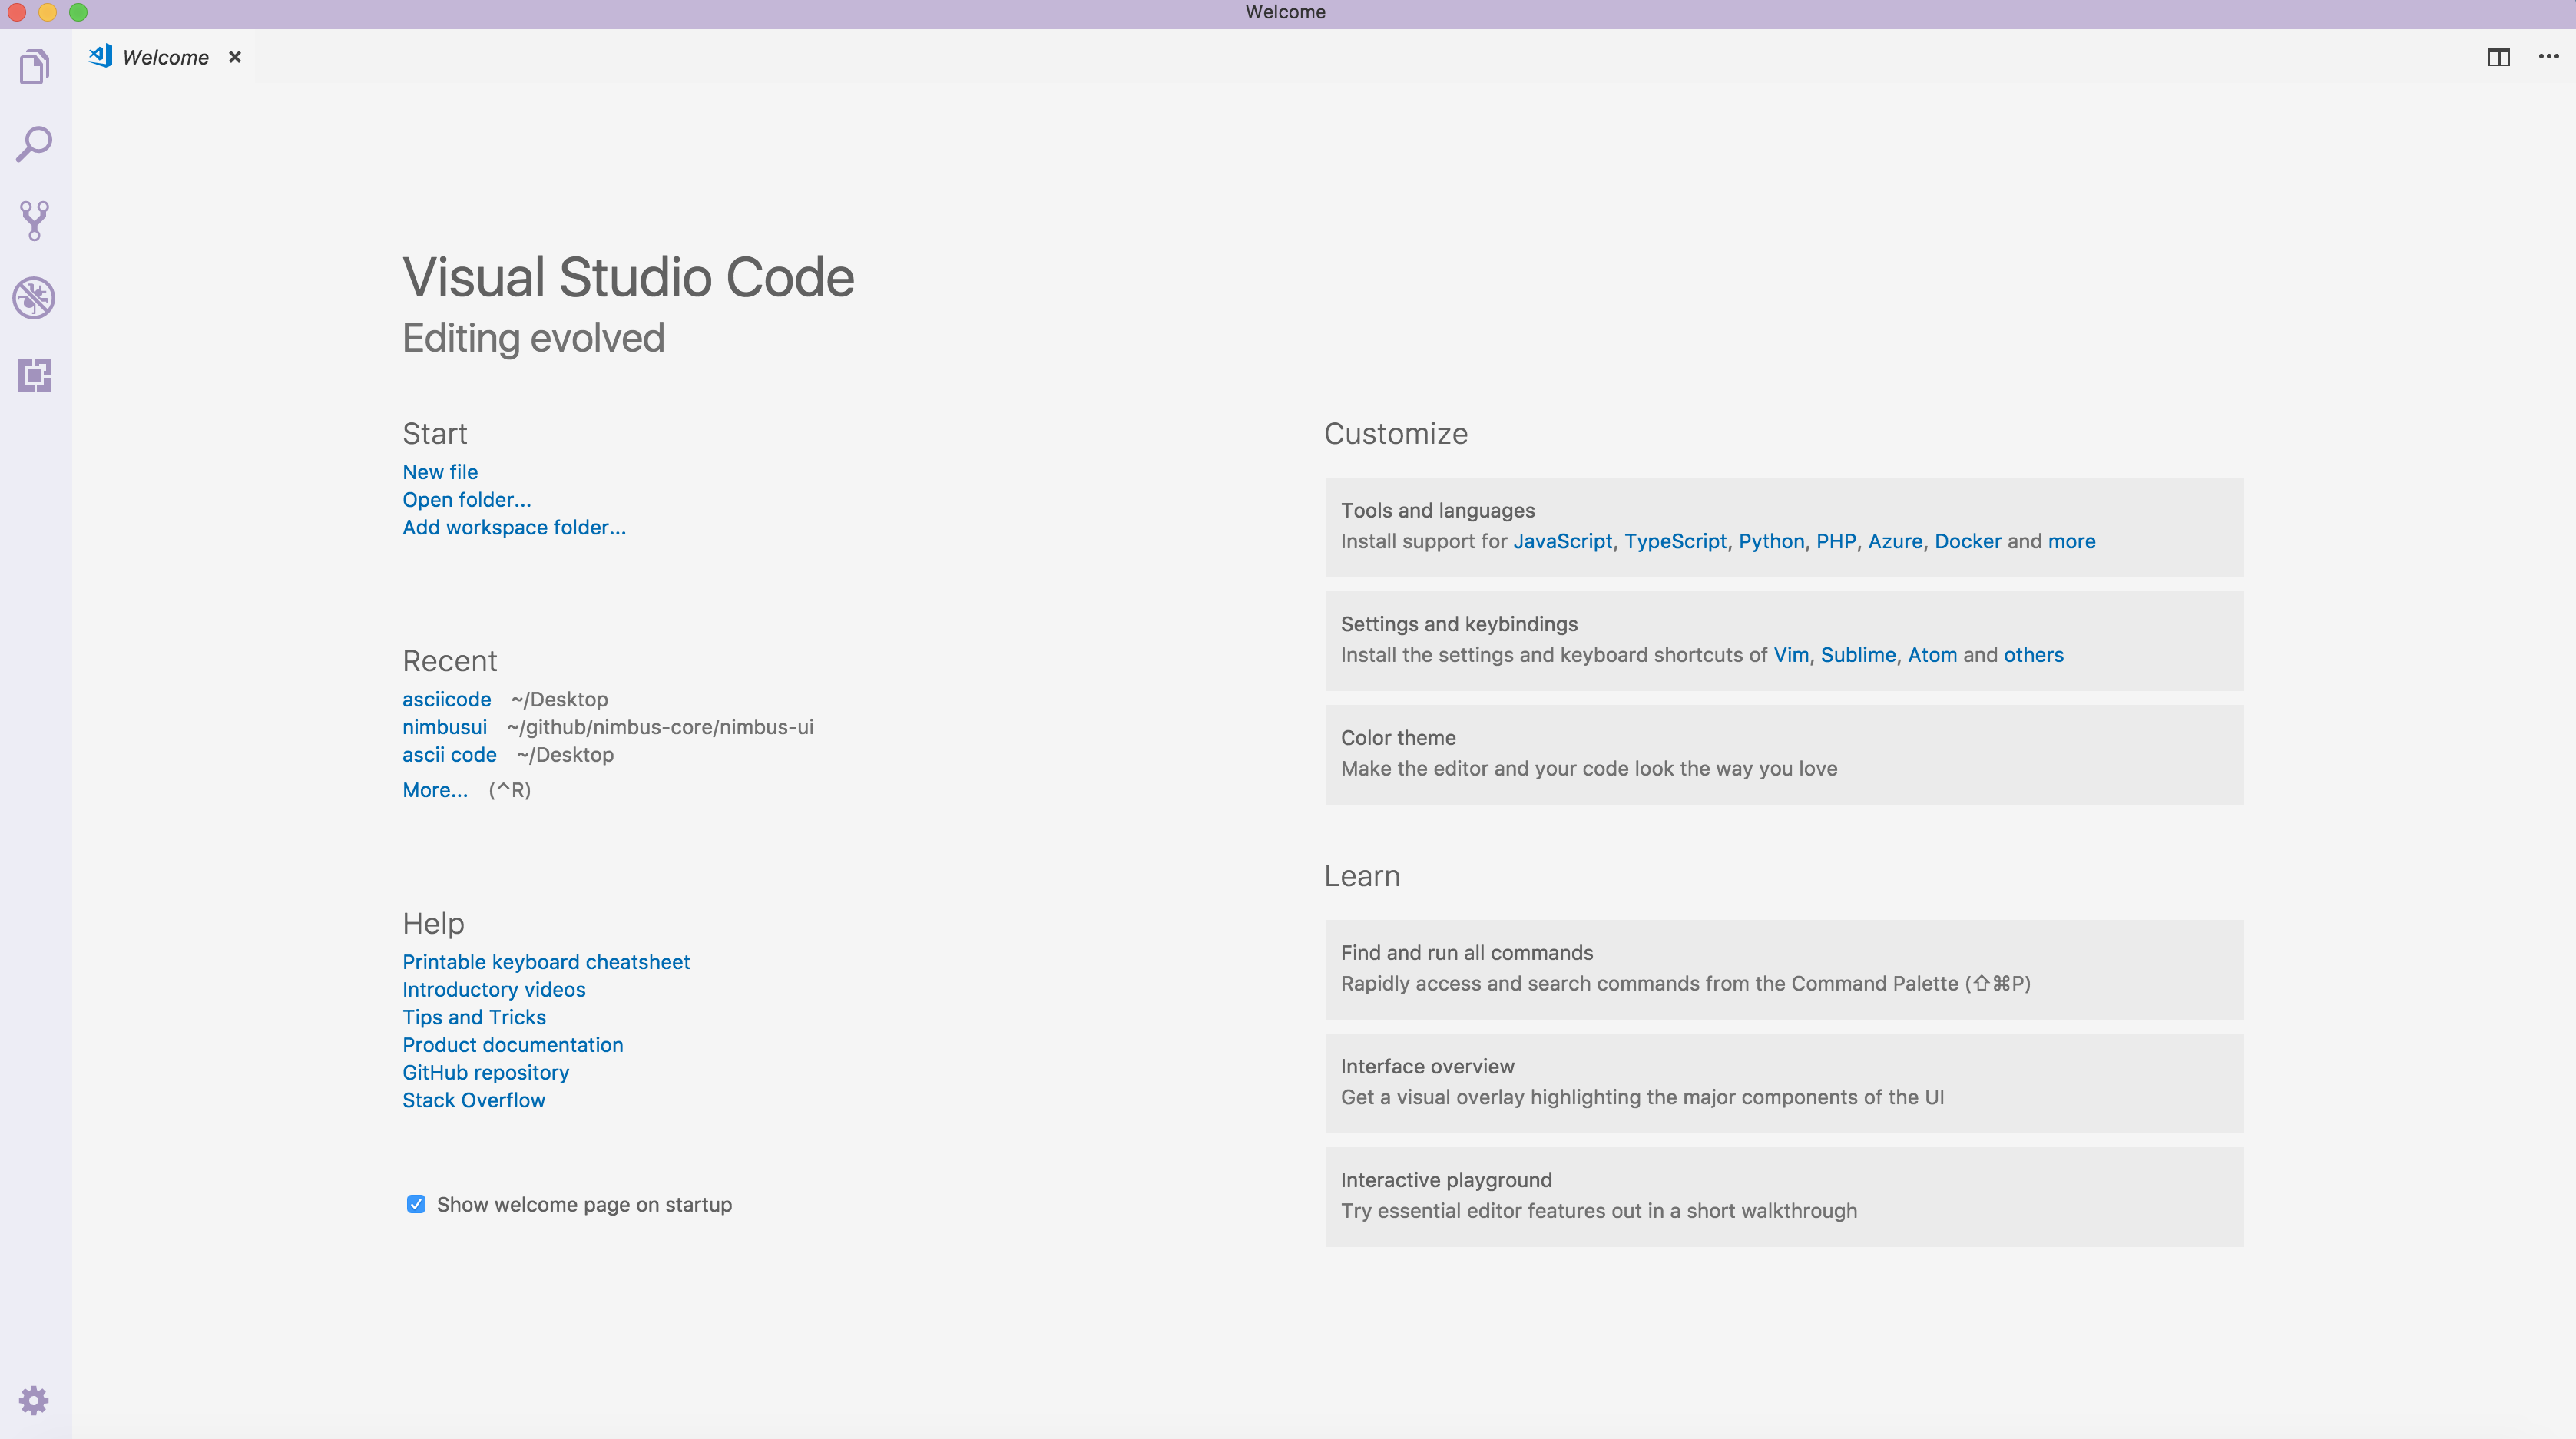 Welcome
Welcome
Visual Studio Code
Editing evolved
Start
New file
Open folder...
Add workspace folder...
Recent
asciicode ~/Desktop
nimbusui ~/github/nimbus-core/nimbus-ui
ascii code ~/Desktop
More... (^R)
Help
Printable keyboard cheatsheet
Introductory videos
Tips and Tricks
Product documentation
GitHub repository
Stack Overflow
Show welcome page on startup
Customize
Tools and languages
Install support for JavaScript, TypeScript, Python, PHP, Azure, Docker and more
Settings and keybindings
Install the settings and keyboard shortcuts of Vim, Sublime, Atom and others
Color theme
Make the editor and your code look the way you love
Learn
Find and run all commands
Rapidly access and search commands from the Command Palette (⇧⌘P)
Interface overview
Get a visual overlay highlighting the major components of the UI
Interactive playground
Try essential editor features out in a short walkthrough